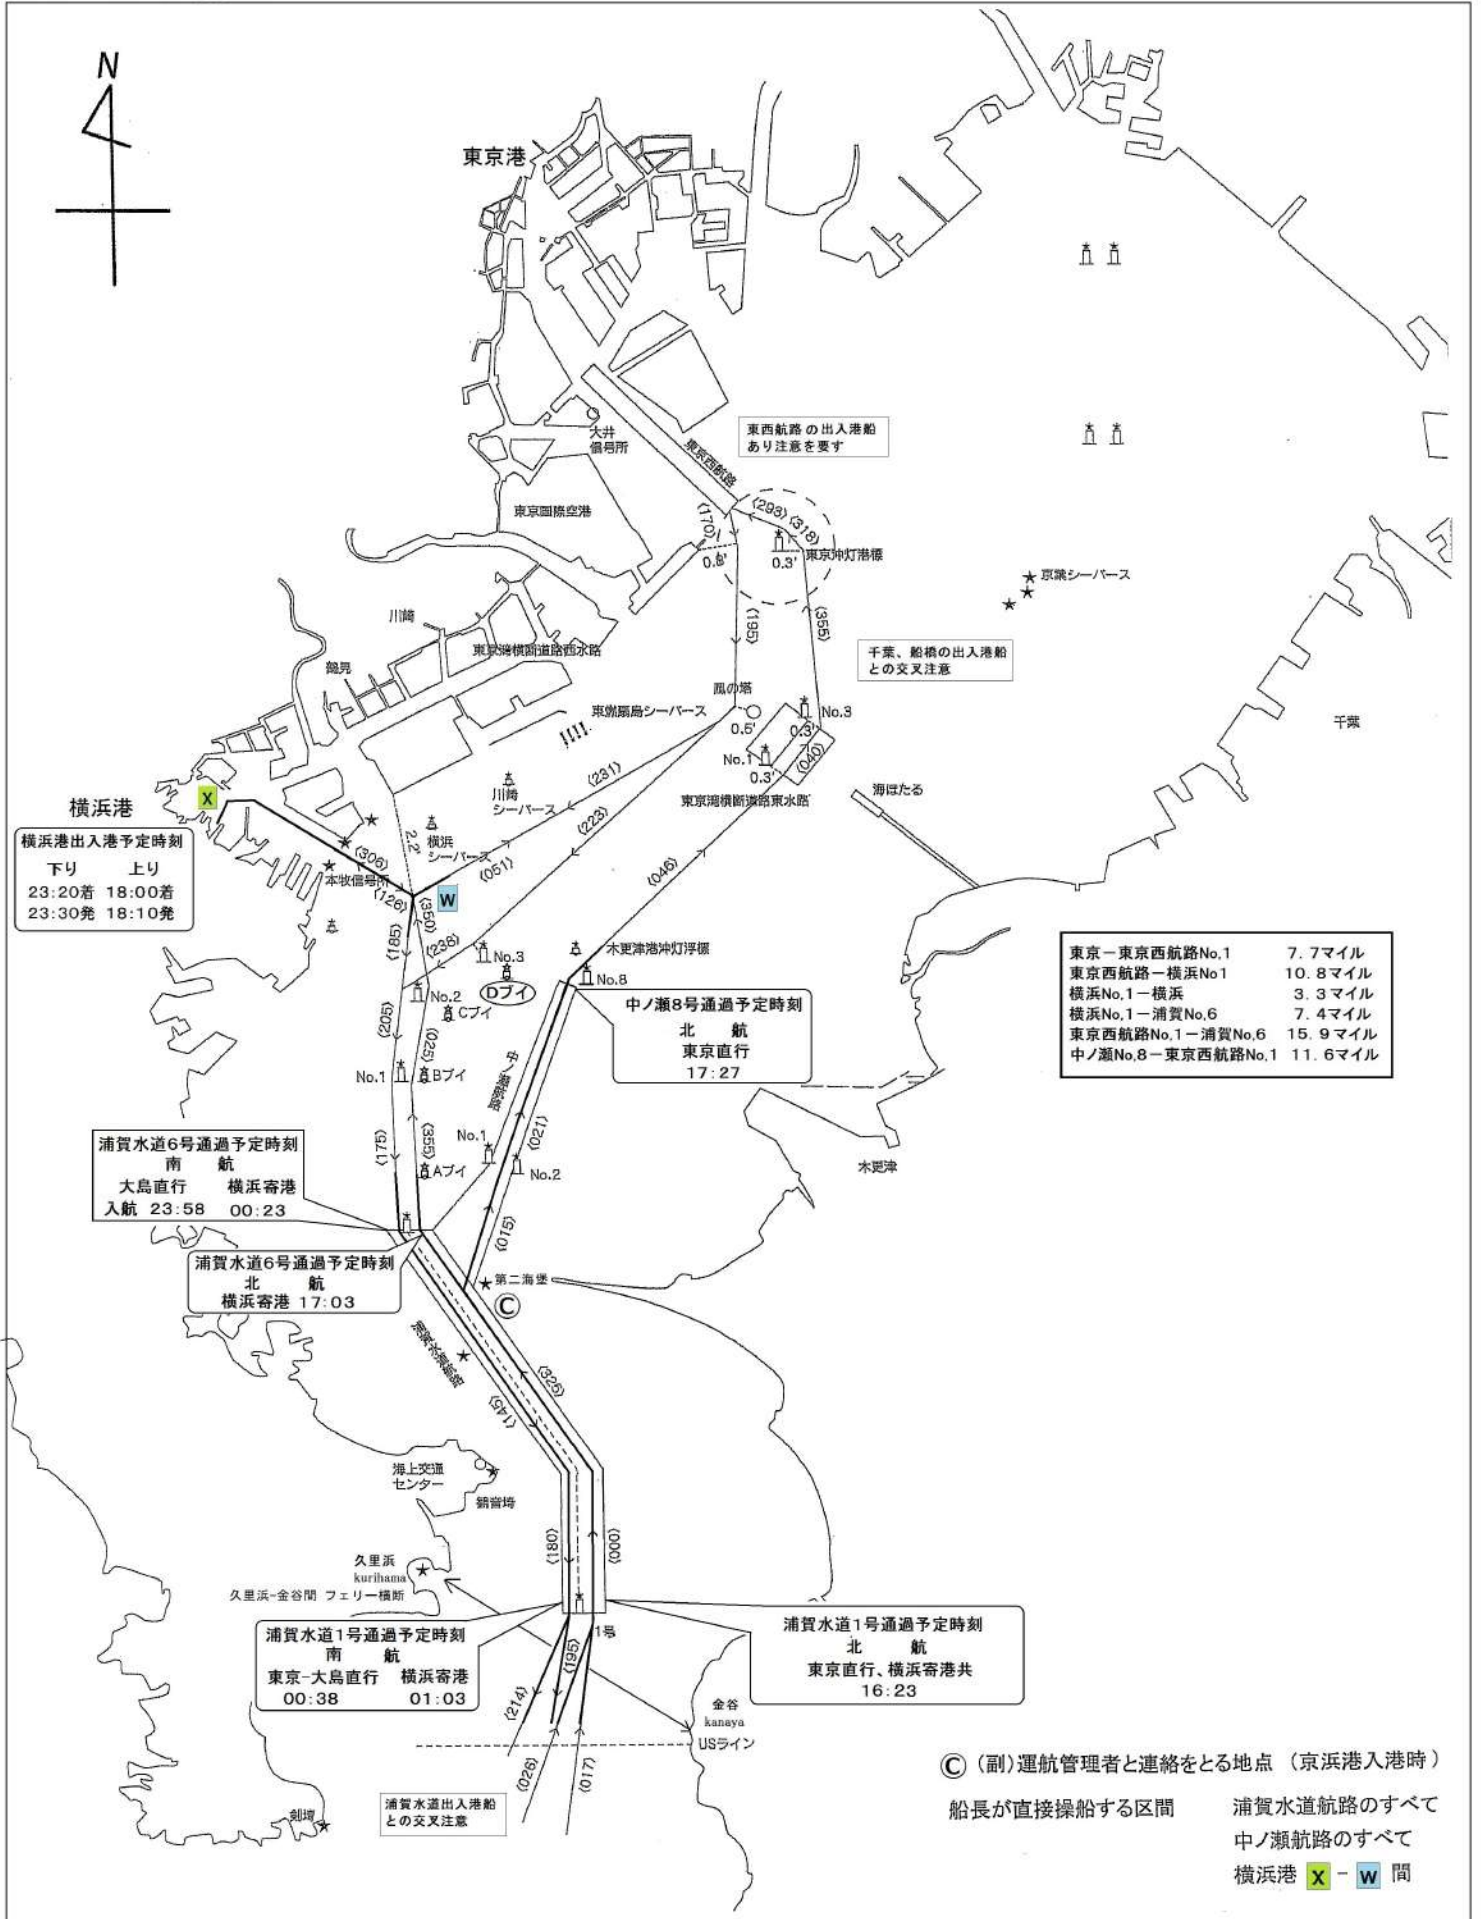 N
東京港
大井
信号所
東京西航路
東西航路の出入港船
あり注意を要す
東京国際空港
〈170〉
〈293〉
〈318〉
0.8'
0.3'
東京沖灯浮標
京葉シーバース
〈195〉
〈355〉
川崎
東京湾横断道路西水路
千葉、船橋の出入港船
との交叉注意
鶴見
風の塔
東燃扇島シーバース
0.5'
No.3
0.3'
千葉
No.1
0.3'
〈040〉
〈231〉
川崎
シーバース
東京湾横断道路東水路
海ほたる
X
横浜港
横浜港出入港予定時刻
下り 上り
23:20着 18:00着
23:30発 18:10発
2.2'
横浜
シーバース
〈223〉
〈306〉
〈051〉
〈046〉
本牧信号所
〈126〉
W
〈350〉
〈185〉
〈238〉
No.3
木更津港沖灯浮標
Dブイ
No.8
No.2
Cブイ
東京－東京西航路No,1 7.7マイル
東京西航路－横浜No1 10.8マイル
横浜No,1－横浜 3.3マイル
横浜No,1－浦賀No,6 7.4マイル
東京西航路No,1－浦賀No,6 15.9マイル
中ノ瀬No,8－東京西航路No,1 11.6マイル
中ノ瀬8号通過予定時刻
北 航
東京直行
17:27
〈205〉
〈025〉
中ノ瀬航路
No.1
Bブイ
〈175〉
〈355〉
No.1
〈021〉
Aブイ
No.2
木更津
浦賀水道6号通過予定時刻
南 航
大島直行 横浜寄港
入航 23:58 00:23
〈015〉
浦賀水道6号通過予定時刻
北 航
横浜寄港 17:03
第二海堡
C
浦賀水道航路
〈325〉
〈145〉
海上交通
センター
観音埼
〈180〉
〈000〉
久里浜
kurihama
久里浜-金谷間 フェリー横断
浦賀水道1号通過予定時刻
南 航
東京-大島直行 横浜寄港
00:38 01:03
1号
浦賀水道1号通過予定時刻
北 航
東京直行、横浜寄港共
16:23
〈195〉
〈214〉
金谷
kanaya
USライン
〈026〉
〈017〉
浦賀水道出入港船
との交叉注意
剱埼
C (副)運航管理者と連絡をとる地点 (京浜港入港時)
船長が直接操船する区間 浦賀水道航路のすべて
中ノ瀬航路のすべて
横浜港 X - W 間